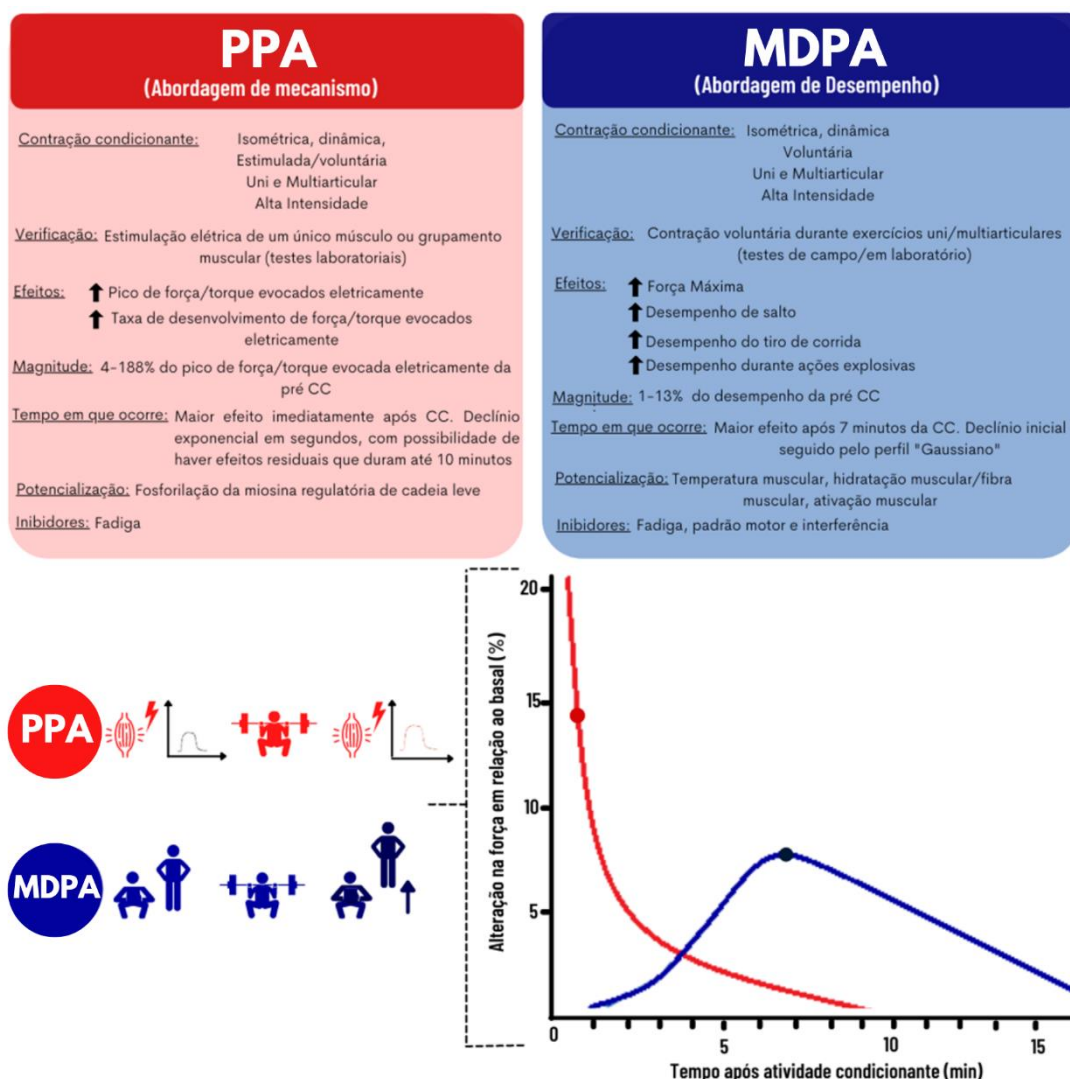 PPA
(Abordagem de mecanismo)
Contração condicionante: Isométrica, dinâmica,
Estimulada/voluntária
Uni e Multiarticular
Alta Intensidade
Verificação: Estimulação elétrica de um único músculo ou grupamento
muscular (testes laboratoriais)
Efeitos: ⬆ Pico de força/torque evocados eletricamente
⬆ Taxa de desenvolvimento de força/torque evocados
eletricamente
Magnitude: 4-188% do pico de força/torque evocada eletricamente da
pré CC
Tempo em que ocorre: Maior efeito imediatamente após CC. Declínio
exponencial em segundos, com possibilidade de
haver efeitos residuais que duram até 10 minutos
Potencialização: Fosforilação da miosina regulatória de cadeia leve
Inibidores: Fadiga
MDPA
(Abordagem de Desempenho)
Contração condicionante: Isométrica, dinâmica
Voluntária
Uni e Multiarticular
Alta Intensidade
Verificação: Contração voluntária durante exercícios uni/multiarticulares
(testes de campo/em laboratório)
Efeitos: ⬆ Força Máxima
⬆ Desempenho de salto
⬆ Desempenho do tiro de corrida
⬆ Desempenho durante ações explosivas
Magnitude: 1-13% do desempenho da pré CC
Tempo em que ocorre: Maior efeito após 7 minutos da CC. Declínio inicial
seguido pelo perfil "Gaussiano"
Potencialização: Temperatura muscular, hidratação muscular/fibra
muscular, ativação muscular
Inibidores: Fadiga, padrão motor e interferência
PPA
MDPA
Alteração na força em relação ao basal (%)
20
15
10
5
0 5 10 15
Tempo após atividade condicionante (min)